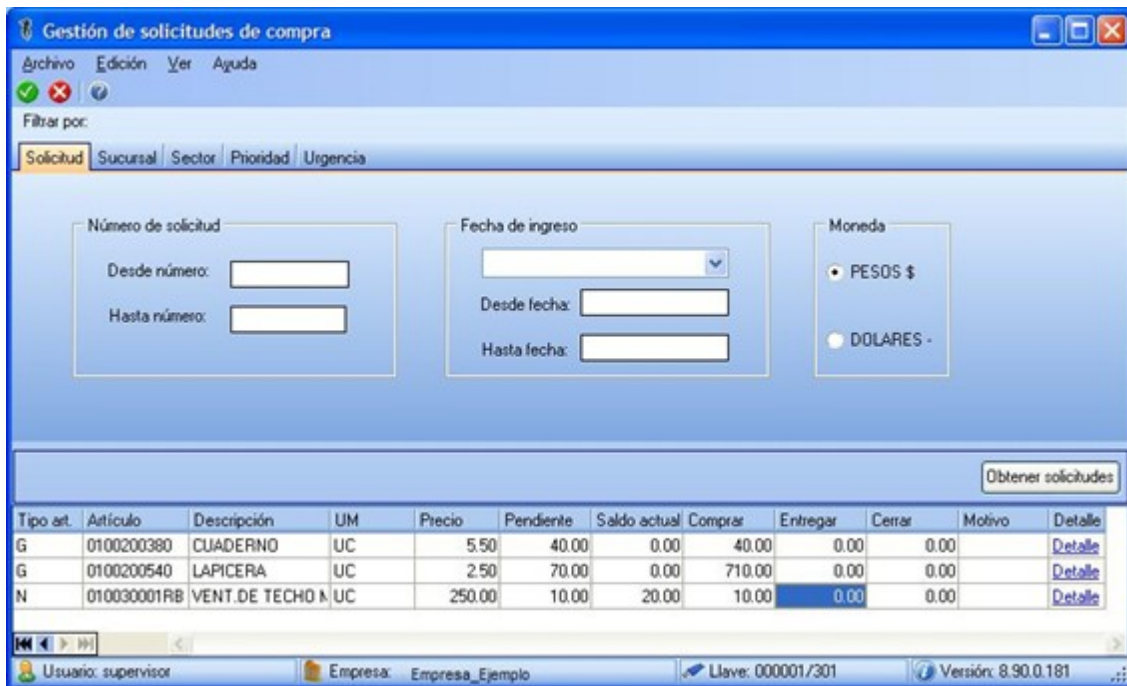 Gestión de solicitudes de compra
Archivo Edición Ver Ayuda
Filtrar por:
Solicitud Sucursal Sector Prioridad Urgencia
Número de solicitud Fecha de ingreso Moneda
Desde número: PESOS $
Desde fecha:
Hasta número:
DOLARES -
Hasta fecha:
Obtener solicitudes
Tipo art. Artículo Descripción UM Precio Pendiente Saldo actual Comprar Entregar Cerrar Motivo Detalle
G 0100200380 CUADERNO UC 5.50 40.00 0.00 40.00 0.00 0.00 Detalle
G 0100200540 LAPICERA UC 2.50 70.00 0.00 710.00 0.00 0.00 Detalle
N 010030001RB VENT.DE TECHO M UC 250.00 10.00 20.00 10.00 0.00 0.00 Detalle
Usuario: supervisor Empresa: Empresa_Ejemplo Llave: 000001/301 Versión: 8.90.0.181